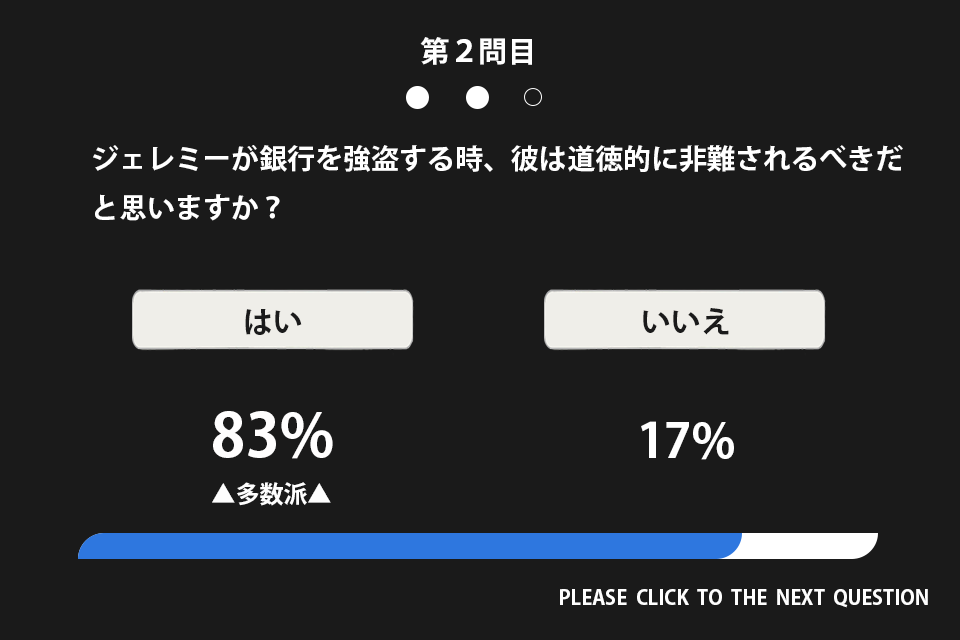 第２問目
ジェレミーが銀行を強盗する時、彼は道徳的に非難されるべきだ
と思いますか？
はい
いいえ
83%
17%
▲多数派▲
PLEASE CLICK TO THE NEXT QUESTION